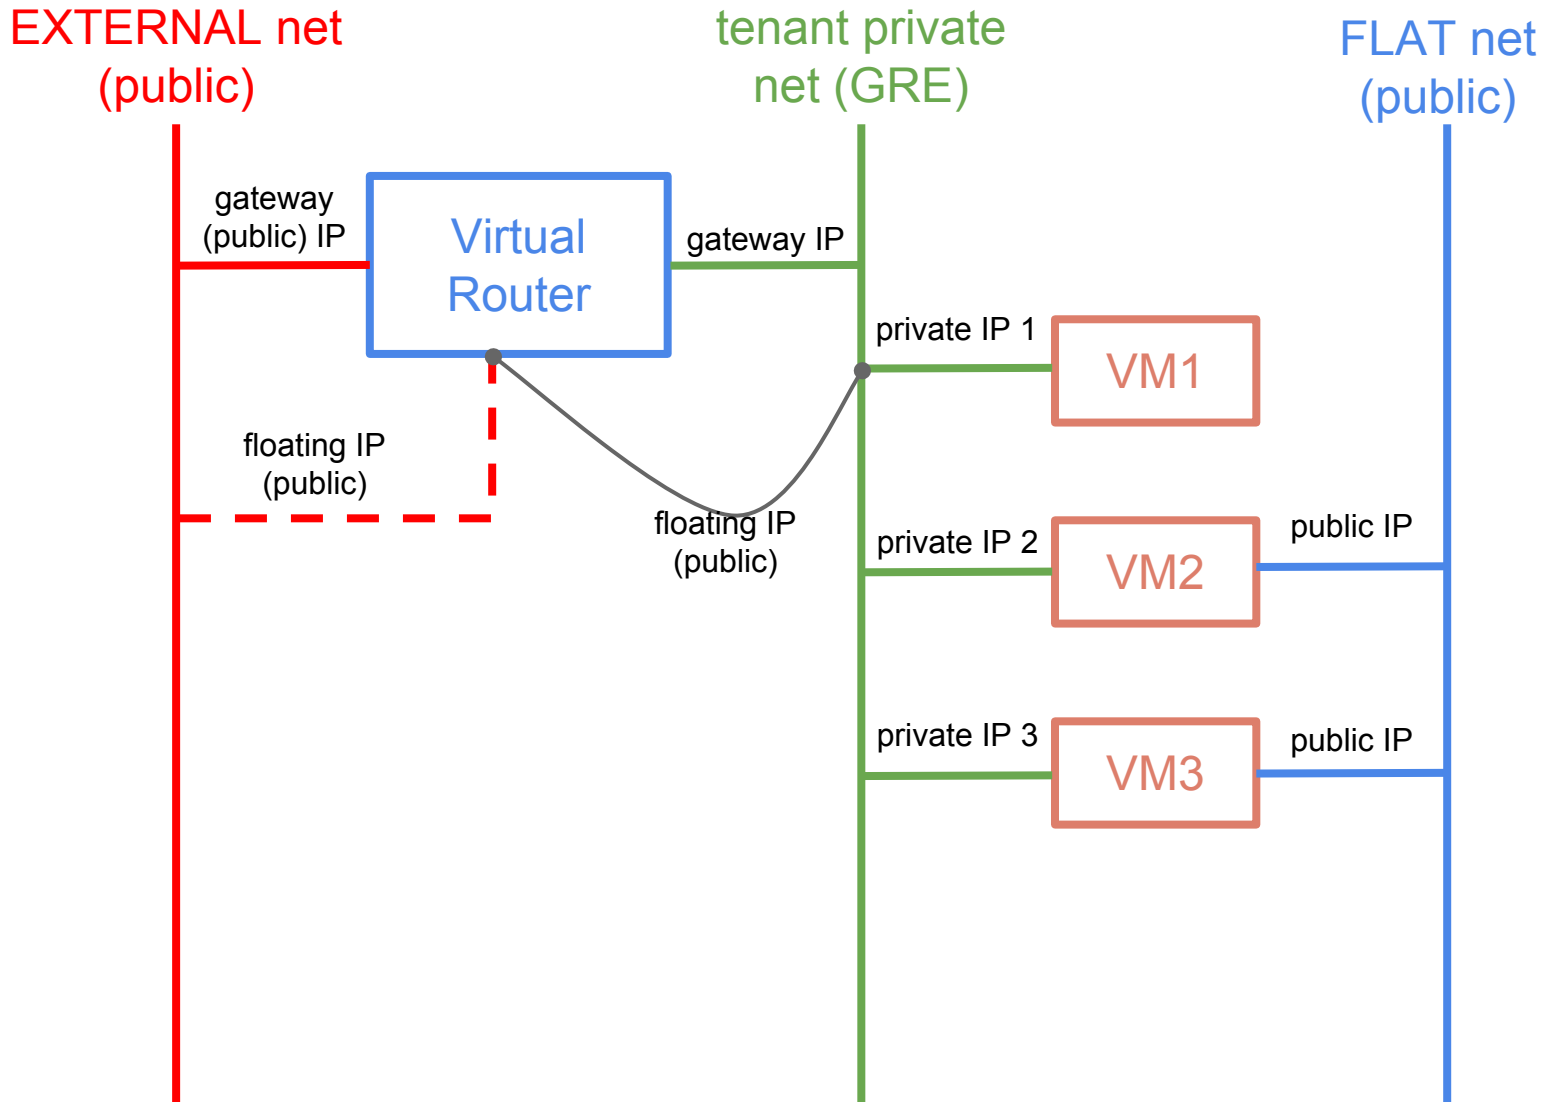 EXTERNAL net
(public)
tenant private
net (GRE)
FLAT net
(public)
gateway
(public) IP
Virtual
Router
gateway IP
private IP 1
VM1
floating IP
(public)
floating IP
(public)
private IP 2
VM2
public IP
private IP 3
VM3
public IP